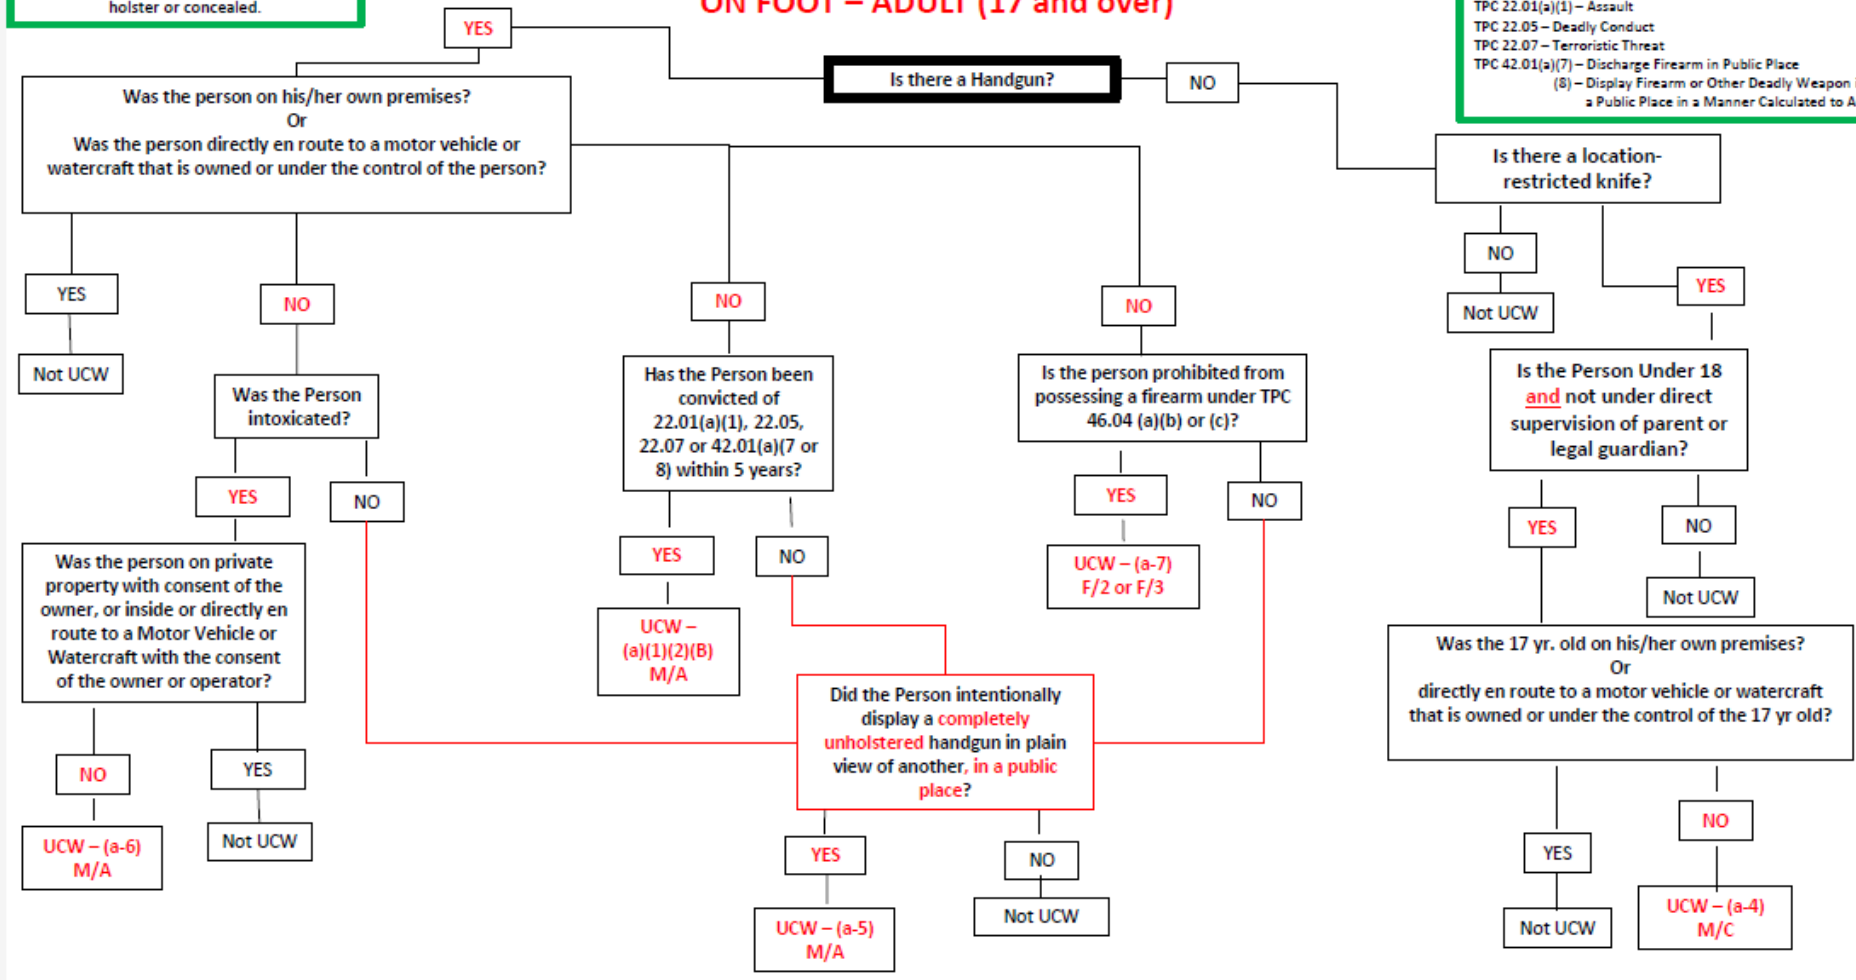 holster or concealed.
ON FOOT – ADULT (17 and over)
TPC 22.01(a)(1) – Assault
TPC 22.05 – Deadly Conduct
TPC 22.07 – Terroristic Threat
TPC 42.01(a)(7) – Discharge Firearm in Public Place
(8) – Display Firearm or Other Deadly Weapon
a Public Place in a Manner Calculated to
YES
Is there a Handgun?
NO
Was the person on his/her own premises?
Or
Was the person directly en route to a motor vehicle or
watercraft that is owned or under the control of the person?
Is there a location-
restricted knife?
YES
Not UCW
NO
Was the Person
intoxicated?
YES
NO
Was the person on private
property with consent of the
owner, or inside or directly en
route to a Motor Vehicle or
Watercraft with the consent
of the owner or operator?
NO
UCW – (a-6)
M/A
YES
Not UCW
NO
Has the Person been
convicted of
22.01(a)(1), 22.05,
22.07 or 42.01(a)(7 or
8) within 5 years?
YES
UCW –
(a)(1)(2)(B)
M/A
NO
NO
Is the person prohibited from
possessing a firearm under TPC
46.04 (a)(b) or (c)?
YES
UCW – (a-7)
F/2 or F/3
NO
Did the Person intentionally
display a completely
unholstered handgun in plain
view of another, in a public
place?
YES
UCW – (a-5)
M/A
NO
Not UCW
NO
Not UCW
YES
Is the Person Under 18
and not under direct
supervision of parent or
legal guardian?
YES
NO
Not UCW
Was the 17 yr. old on his/her own premises?
Or
directly en route to a motor vehicle or watercraft
that is owned or under the control of the 17 yr old?
YES
Not UCW
NO
UCW – (a-4)
M/C